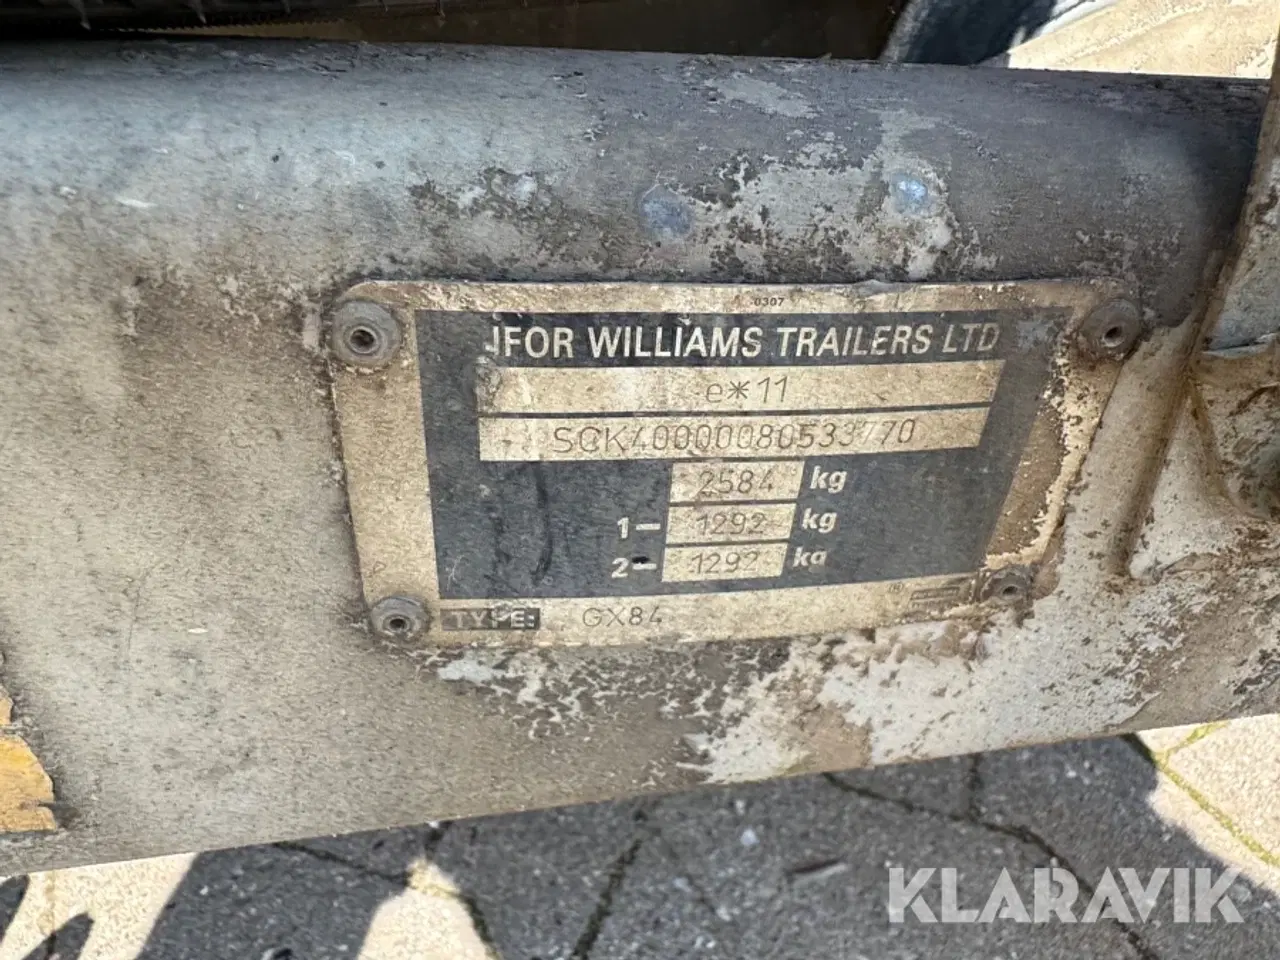 0307
IFOR WILLIAMS TRAILERS LTD
e*11
SCK40000080533770
2584 kg
1- 1292 kg
2- 1292 kg
TYPE: GX84
KLARAVIK